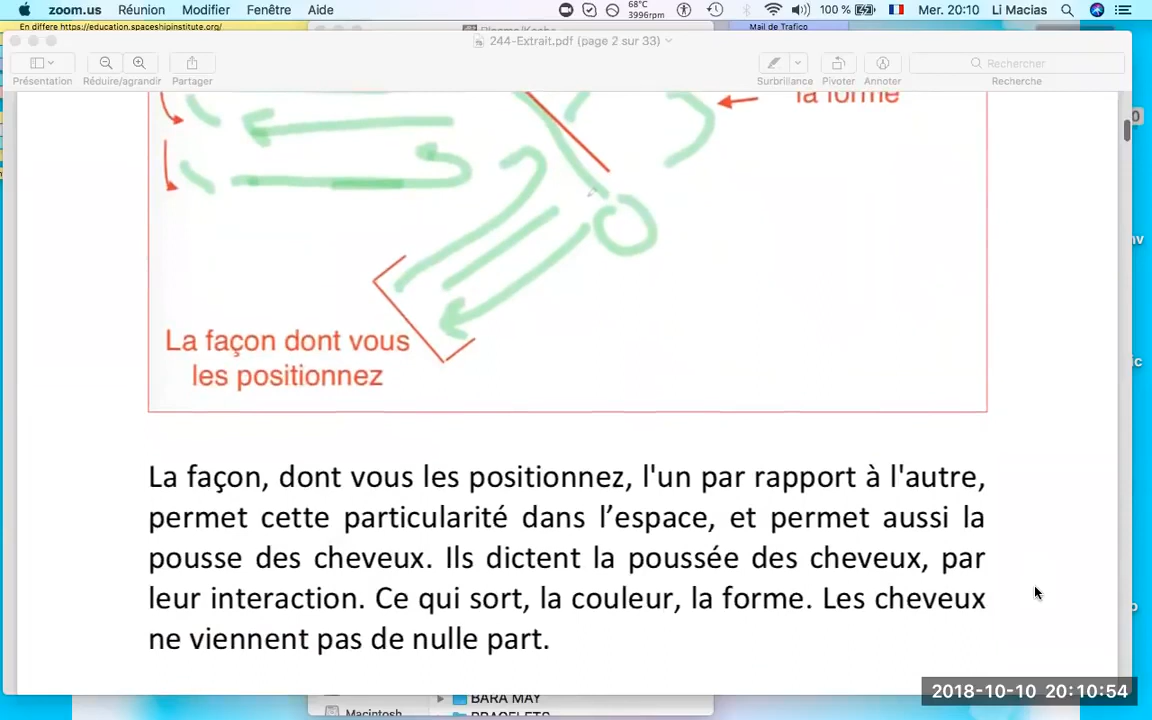 zoom.us Réunion Modifier Fenêtre Aide 68°C 3996rpm 100 % Mer. 20:10 Li Macias
En differe https://education.spaceshipinstitute.org/
Mail de Trafico
244-Extrait.pdf (page 2 sur 33)
Rechercher
Présentation Réduire/agrandir Partager Surbrillance Pivoter Annoter Recherche
la forme
La façon dont vous
les positionnez
La façon, dont vous les positionnez, l'un par rapport à l'autre,
permet cette particularité dans l’espace, et permet aussi la
pousse des cheveux. Ils dictent la poussée des cheveux, par
leur interaction. Ce qui sort, la couleur, la forme. Les cheveux
ne viennent pas de nulle part.
2018-10-10 20:10:54
BARA MAY
Macintosh
BRACELETS